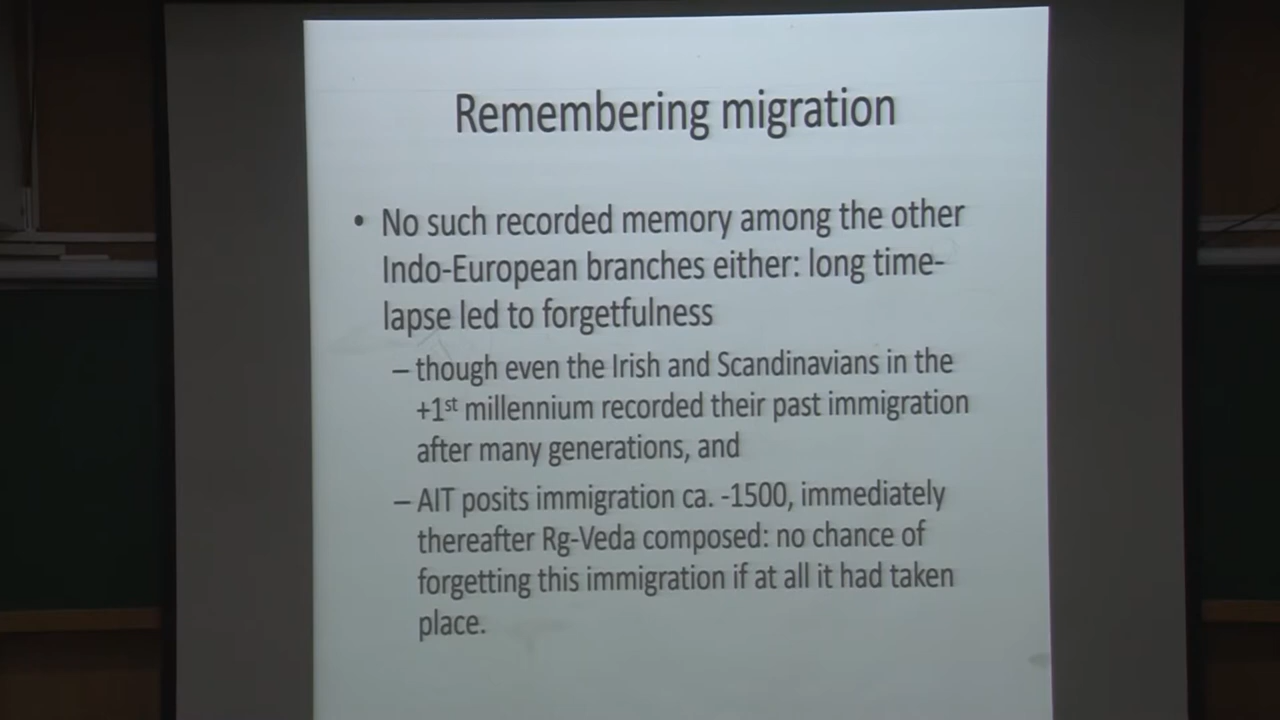 Remembering migration
• No such recorded memory among the other
Indo-European branches either: long time-
lapse led to forgetfulness
– though even the Irish and Scandinavians in the
+1st millennium recorded their past immigration
after many generations, and
– AIT posits immigration ca. -1500, immediately
thereafter Rg-Veda composed: no chance of
forgetting this immigration if at all it had taken
place.